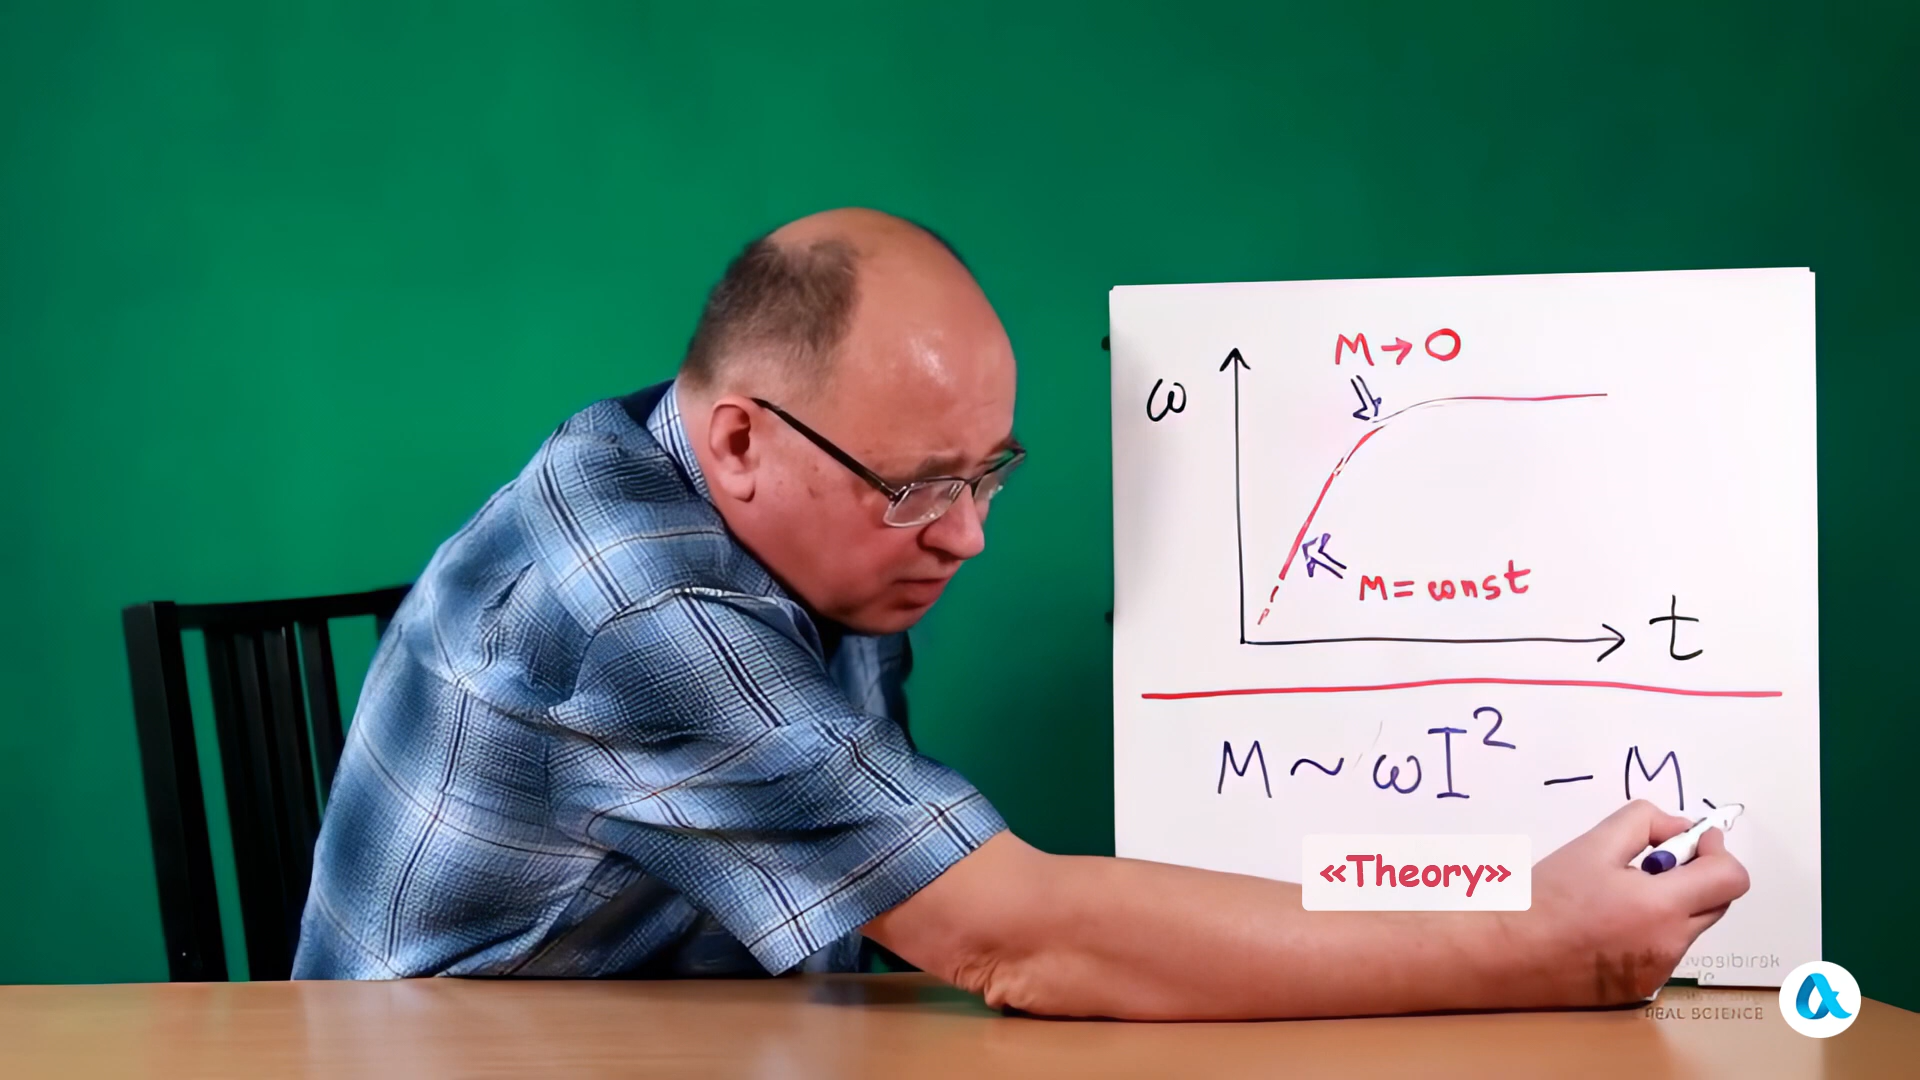 M → 0
ω
M = const
t
M ~ ωI² – M
«Theory»
REAL SCIENCE